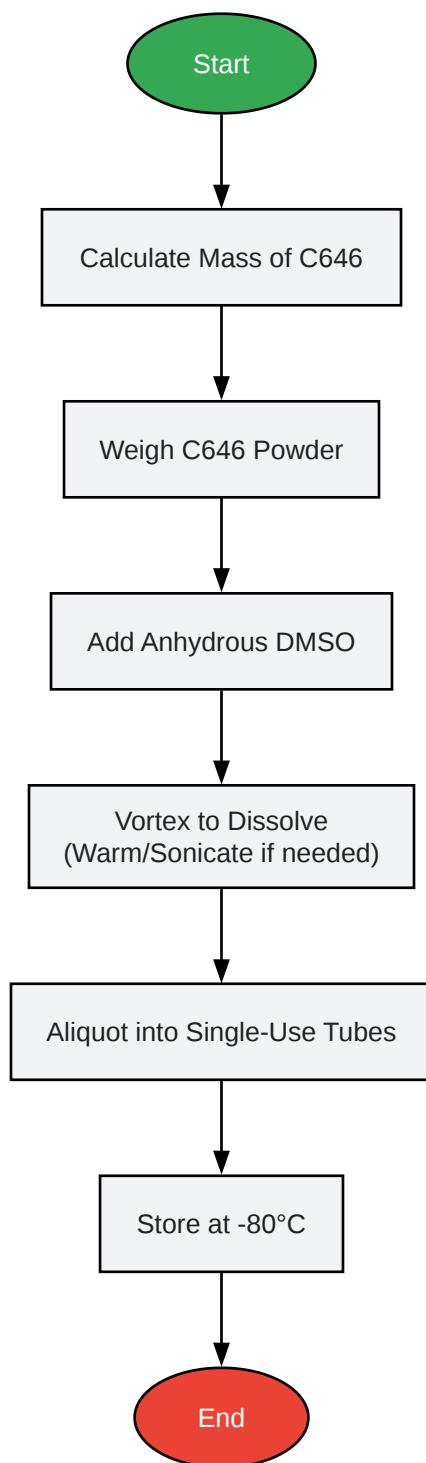 Start
Calculate Mass of C646
Weigh C646 Powder
Add Anhydrous DMSO
Vortex to Dissolve
(Warm/Sonicate if needed)
Aliquot into Single-Use Tubes
Store at -80°C
End